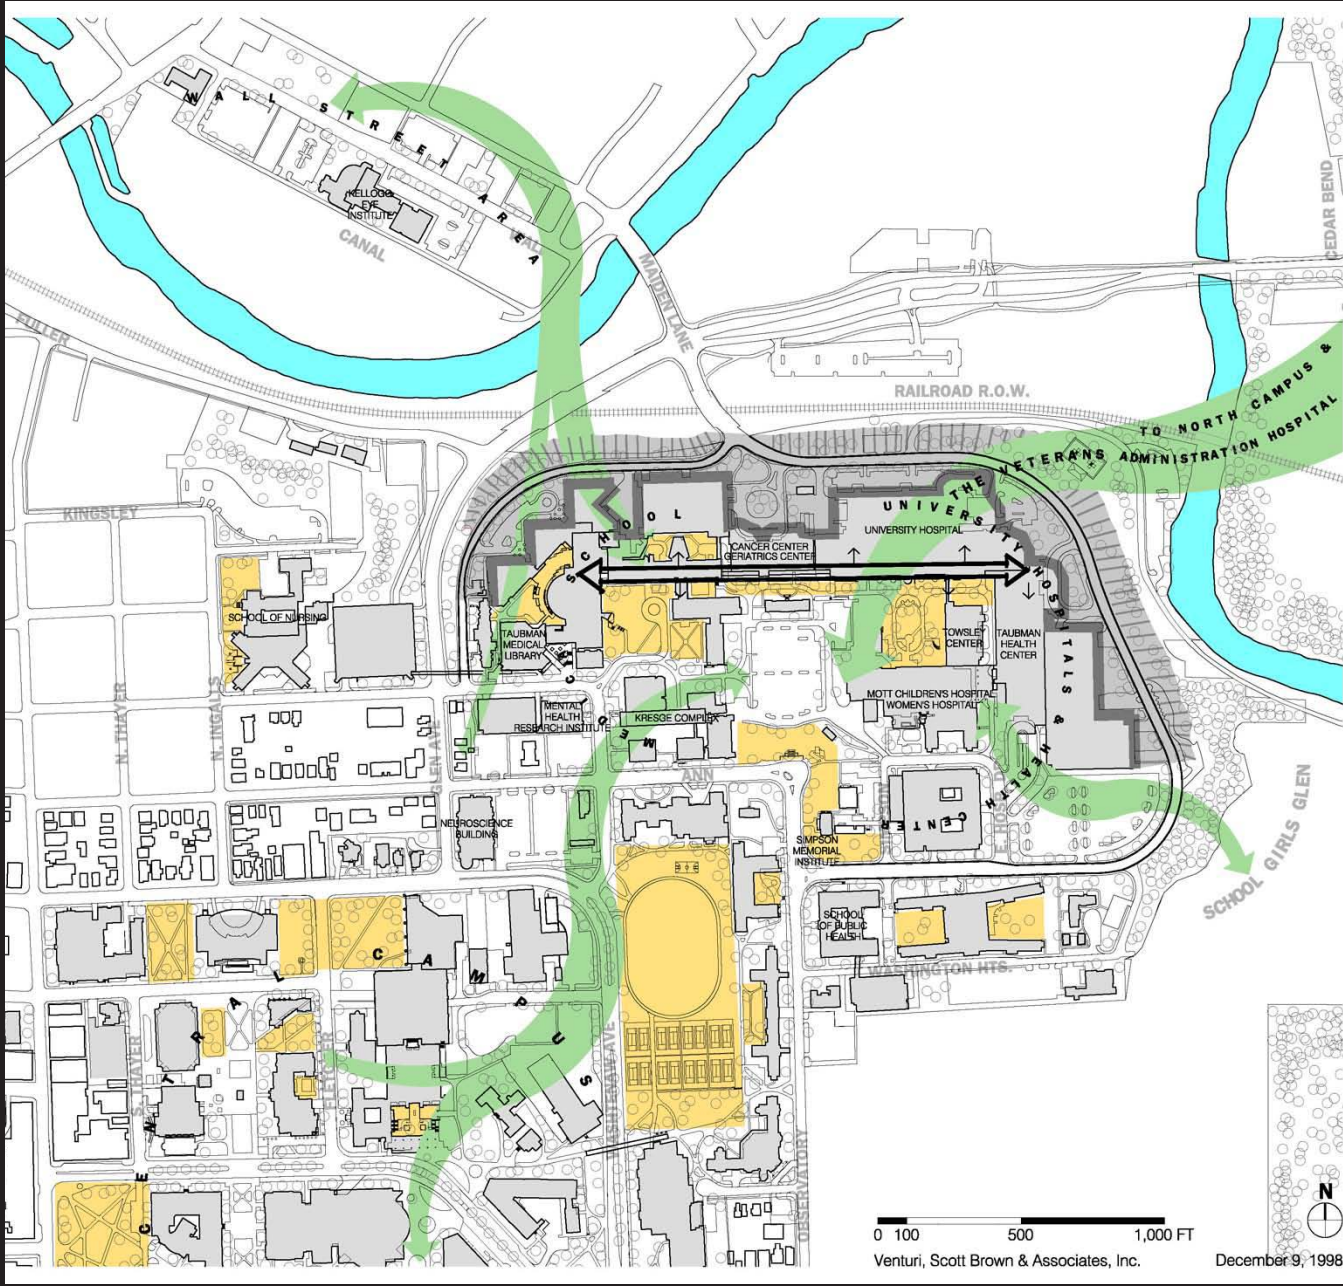 WALL STREET AREA
KELLOGG
EYE
INSTITUTE
CANAL
WALL
MAIDEN LANE
CEDAR BEND
FULLER
RAILROAD R.O.W.
TO NORTH CAMPUS &
THE VETERANS ADMINISTRATION HOSPITAL
KINGSLEY
MEDICAL SCHOOL
UNIVERSITY HOSPITALS &
HEALTH CENTER
UNIVERSITY HOSPITAL
CANCER CENTER
GERIATRICS CENTER
SCHOOL OF NURSING
TAUBMAN
MEDICAL
LIBRARY
TOWSLEY
CENTER
TAUBMAN
HEALTH
CENTER
MOTT CHILDREN'S HOSPITAL
WOMEN'S HOSPITAL
MENTAL
HEALTH
RESEARCH INSTITUTE
KRESGE COMPLEX
N. THAYER
N. INGALS
GLEN AVE
ANN
NEUROSCIENCE
BUILDING
SIMPSON
MEMORIAL
INSTITUTE
E. HOSP
SCHOOL GIRLS GLEN
SCHOOL
OF PUBLIC
HEALTH
WASHINGTON HTS.
CENTRAL CAMPUS
S. THAYER
FLETCHER
WASHTENAW AVE
OBSERVATORY
N
0 100 500 1,000 FT
Venturi, Scott Brown & Associates, Inc.
December 9, 1998